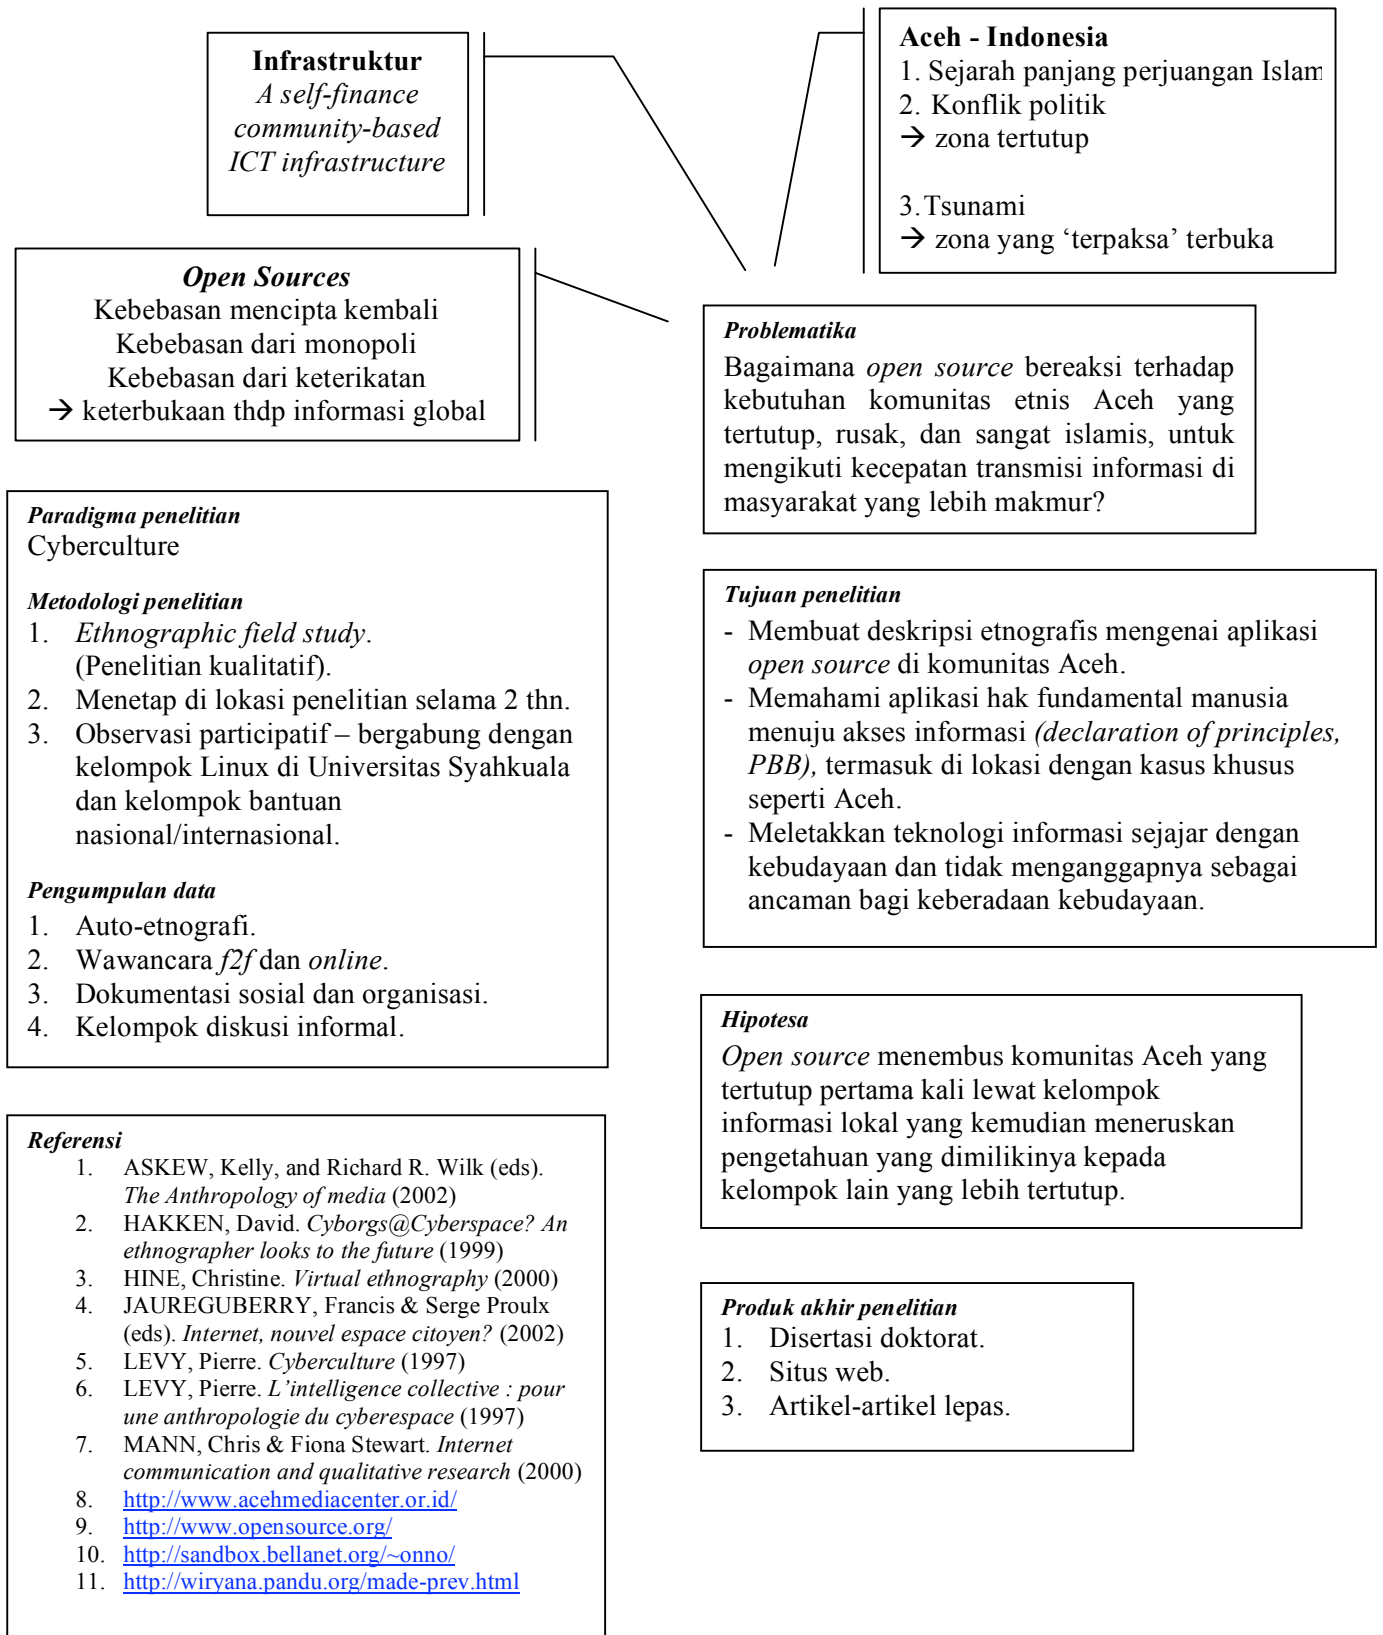 Infrastruktur
A self-finance
community-based
ICT infrastructure
Aceh - Indonesia
1. Sejarah panjang perjuangan Islam
2. Konflik politik
→ zona tertutup
3. Tsunami
→ zona yang ‘terpaksa’ terbuka
Open Sources
Kebebasan mencipta kembali
Kebebasan dari monopoli
Kebebasan dari keterikatan
→ keterbukaan thdp informasi global
Problematika
Bagaimana open source bereaksi terhadap
kebutuhan komunitas etnis Aceh yang
tertutup, rusak, dan sangat islamis, untuk
mengikuti kecepatan transmisi informasi di
masyarakat yang lebih makmur?
Paradigma penelitian
Cyberculture
Metodologi penelitian
1. Ethnographic field study.
(Penelitian kualitatif).
2. Menetap di lokasi penelitian selama 2 thn.
3. Observasi participatif – bergabung dengan
kelompok Linux di Universitas Syahkuala
dan kelompok bantuan
nasional/internasional.
Pengumpulan data
1. Auto-etnografi.
2. Wawancara f2f dan online.
3. Dokumentasi sosial dan organisasi.
4. Kelompok diskusi informal.
Tujuan penelitian
- Membuat deskripsi etnografis mengenai aplikasi
open source di komunitas Aceh.
- Memahami aplikasi hak fundamental manusia
menuju akses informasi (declaration of principles,
PBB), termasuk di lokasi dengan kasus khusus
seperti Aceh.
- Meletakkan teknologi informasi sejajar dengan
kebudayaan dan tidak menganggapnya sebagai
ancaman bagi keberadaan kebudayaan.
Hipotesa
Open source menembus komunitas Aceh yang
tertutup pertama kali lewat kelompok
informasi lokal yang kemudian meneruskan
pengetahuan yang dimilikinya kepada
kelompok lain yang lebih tertutup.
Referensi
1. ASKEW, Kelly, and Richard R. Wilk (eds).
The Anthropology of media (2002)
2. HAKKEN, David. Cyborgs@Cyberspace? An
ethnographer looks to the future (1999)
3. HINE, Christine. Virtual ethnography (2000)
4. JAUREGUBERRY, Francis & Serge Proulx
(eds). Internet, nouvel espace citoyen? (2002)
5. LEVY, Pierre. Cyberculture (1997)
6. LEVY, Pierre. L’intelligence collective : pour
une anthropologie du cyberespace (1997)
7. MANN, Chris & Fiona Stewart. Internet
communication and qualitative research (2000)
8. http://www.acehmediacenter.or.id/
9. http://www.opensource.org/
10. http://sandbox.bellanet.org/~onno/
11. http://wiryana.pandu.org/made-prev.html
Produk akhir penelitian
1. Disertasi doktorat.
2. Situs web.
3. Artikel-artikel lepas.